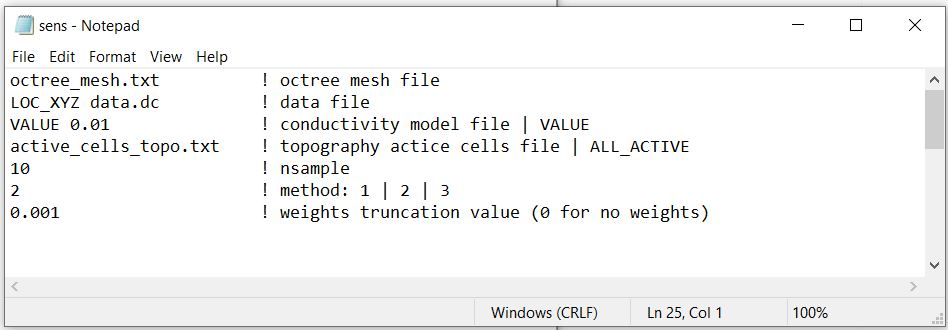 sens - Notepad
File Edit Format View Help
octree_mesh.txt ! octree mesh file
LOC_XYZ data.dc ! data file
VALUE 0.01 ! conductivity model file | VALUE
active_cells_topo.txt ! topography actice cells file | ALL_ACTIVE
10 ! nsample
2 ! method: 1 | 2 | 3
0.001 ! weights truncation value (0 for no weights)
Windows (CRLF) Ln 25, Col 1 100%